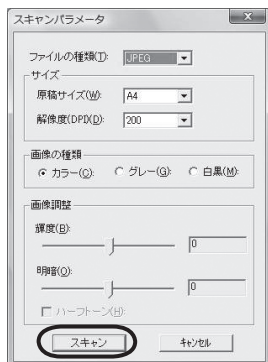 スキャンパラメータ
ファイルの種類(T): JPEG
サイズ
原稿サイズ(W): A4
解像度(DPI)(D): 200
画像の種類
カラー(C): グレー(G): 白黒(M):
画像調整
輝度(B):
0
明暗(O):
0
ハーフトーン(H):
スキャン キャンセル